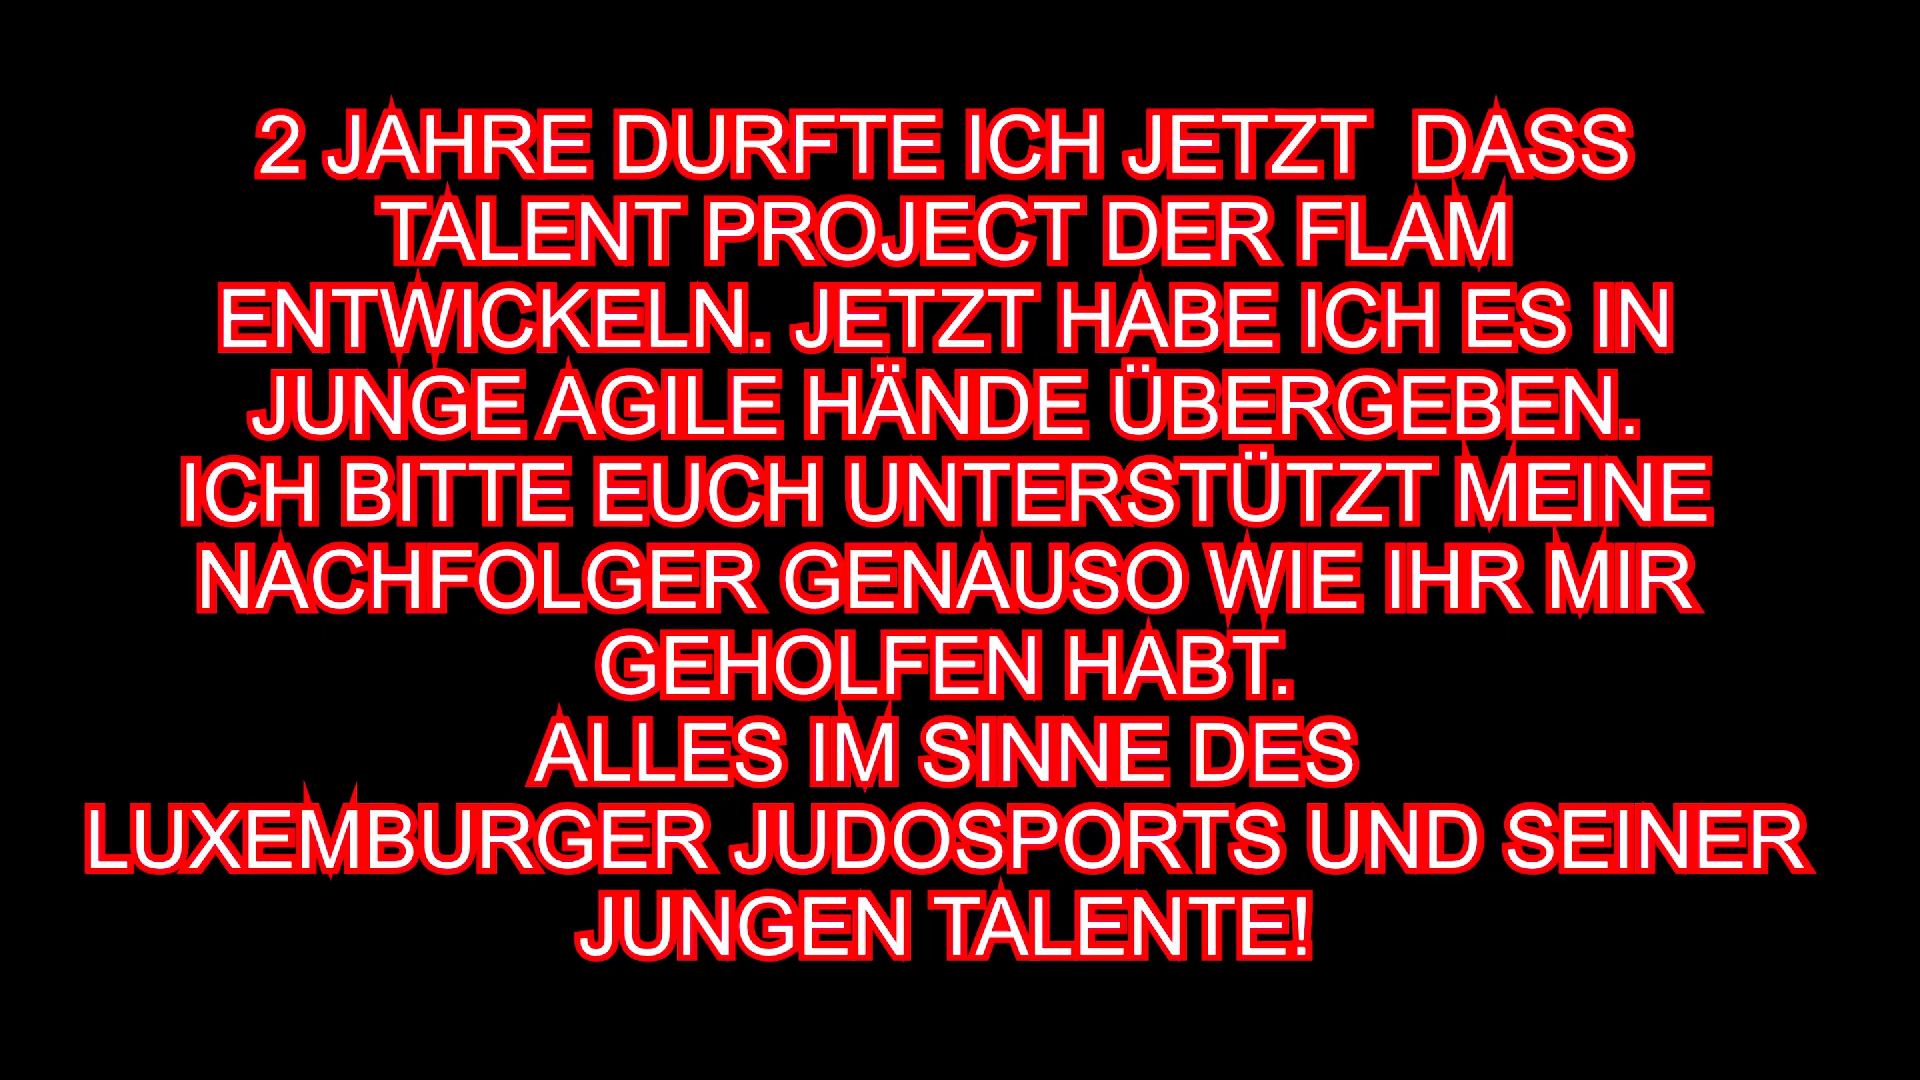 2 JAHRE DURFTE ICH JETZT  DASS
TALENT PROJECT DER FLAM
ENTWICKELN. JETZT HABE ICH ES IN
JUNGE AGILE HÄNDE ÜBERGEBEN.
ICH BITTE EUCH UNTERSTÜTZT MEINE
NACHFOLGER GENAUSO WIE IHR MIR
GEHOLFEN HABT.
ALLES IM SINNE DES
LUXEMBURGER JUDOSPORTS UND SEINER
JUNGEN TALENTE!